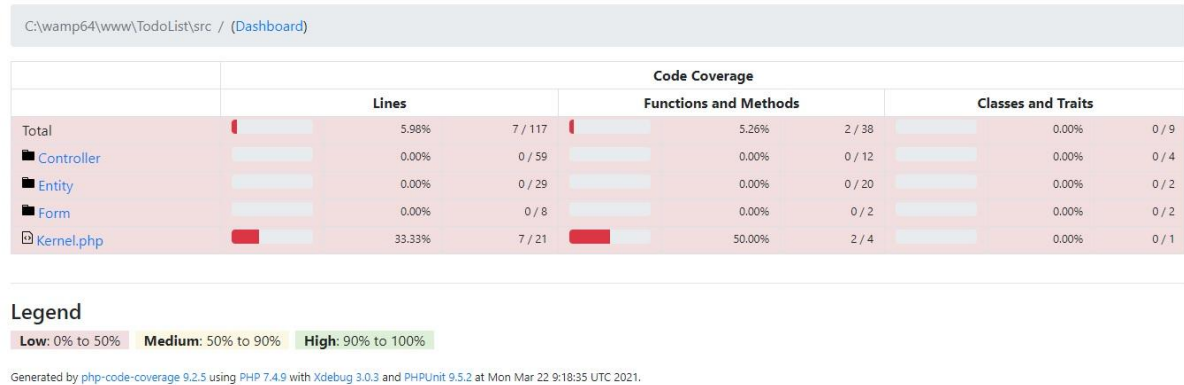 C:\wamp64\www\TodoList\src / (Dashboard)
Code Coverage
Lines Functions and Methods Classes and Traits
Total 5.98% 7 / 117 5.26% 2 / 38 0.00% 0 / 9
Controller 0.00% 0 / 59 0.00% 0 / 12 0.00% 0 / 4
Entity 0.00% 0 / 29 0.00% 0 / 20 0.00% 0 / 2
Form 0.00% 0 / 8 0.00% 0 / 2 0.00% 0 / 2
Kernel.php 33.33% 7 / 21 50.00% 2 / 4 0.00% 0 / 1
Legend
Low: 0% to 50% Medium: 50% to 90% High: 90% to 100%
Generated by php-code-coverage 9.2.5 using PHP 7.4.9 with Xdebug 3.0.3 and PHPUnit 9.5.2 at Mon Mar 22 9:18:35 UTC 2021.